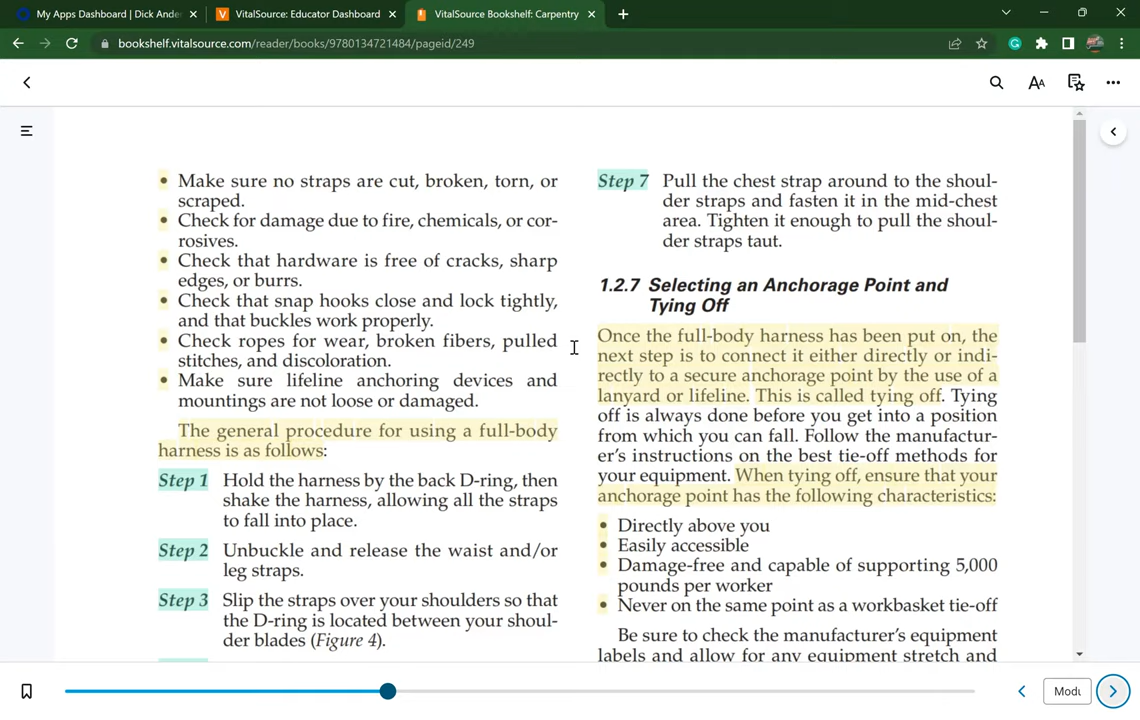 My Apps Dashboard | Dick Ander
VitalSource: Educator Dashboard
VitalSource Bookshelf: Carpentry
bookshelf.vitalsource.com/reader/books/9780134721484/pageid/249
• Make sure no straps are cut, broken, torn, or
scraped.
• Check for damage due to fire, chemicals, or cor-
rosives.
• Check that hardware is free of cracks, sharp
edges, or burrs.
• Check that snap hooks close and lock tightly,
and that buckles work properly.
• Check ropes for wear, broken fibers, pulled
stitches, and discoloration.
• Make sure lifeline anchoring devices and
mountings are not loose or damaged.
The general procedure for using a full-body
harness is as follows:
Step 1 Hold the harness by the back D-ring, then
shake the harness, allowing all the straps
to fall into place.
Step 2 Unbuckle and release the waist and/or
leg straps.
Step 3 Slip the straps over your shoulders so that
the D-ring is located between your shoul-
der blades (Figure 4).
Step 7 Pull the chest strap around to the shoul-
der straps and fasten it in the mid-chest
area. Tighten it enough to pull the shoul-
der straps taut.
1.2.7 Selecting an Anchorage Point and
Tying Off
Once the full-body harness has been put on, the
next step is to connect it either directly or indi-
rectly to a secure anchorage point by the use of a
lanyard or lifeline. This is called tying off. Tying
off is always done before you get into a position
from which you can fall. Follow the manufactur-
er's instructions on the best tie-off methods for
your equipment. When tying off, ensure that your
anchorage point has the following characteristics:
• Directly above you
• Easily accessible
• Damage-free and capable of supporting 5,000
pounds per worker
• Never on the same point as a workbasket tie-off
Be sure to check the manufacturer's equipment
labels and allow for any equipment stretch and
Modu